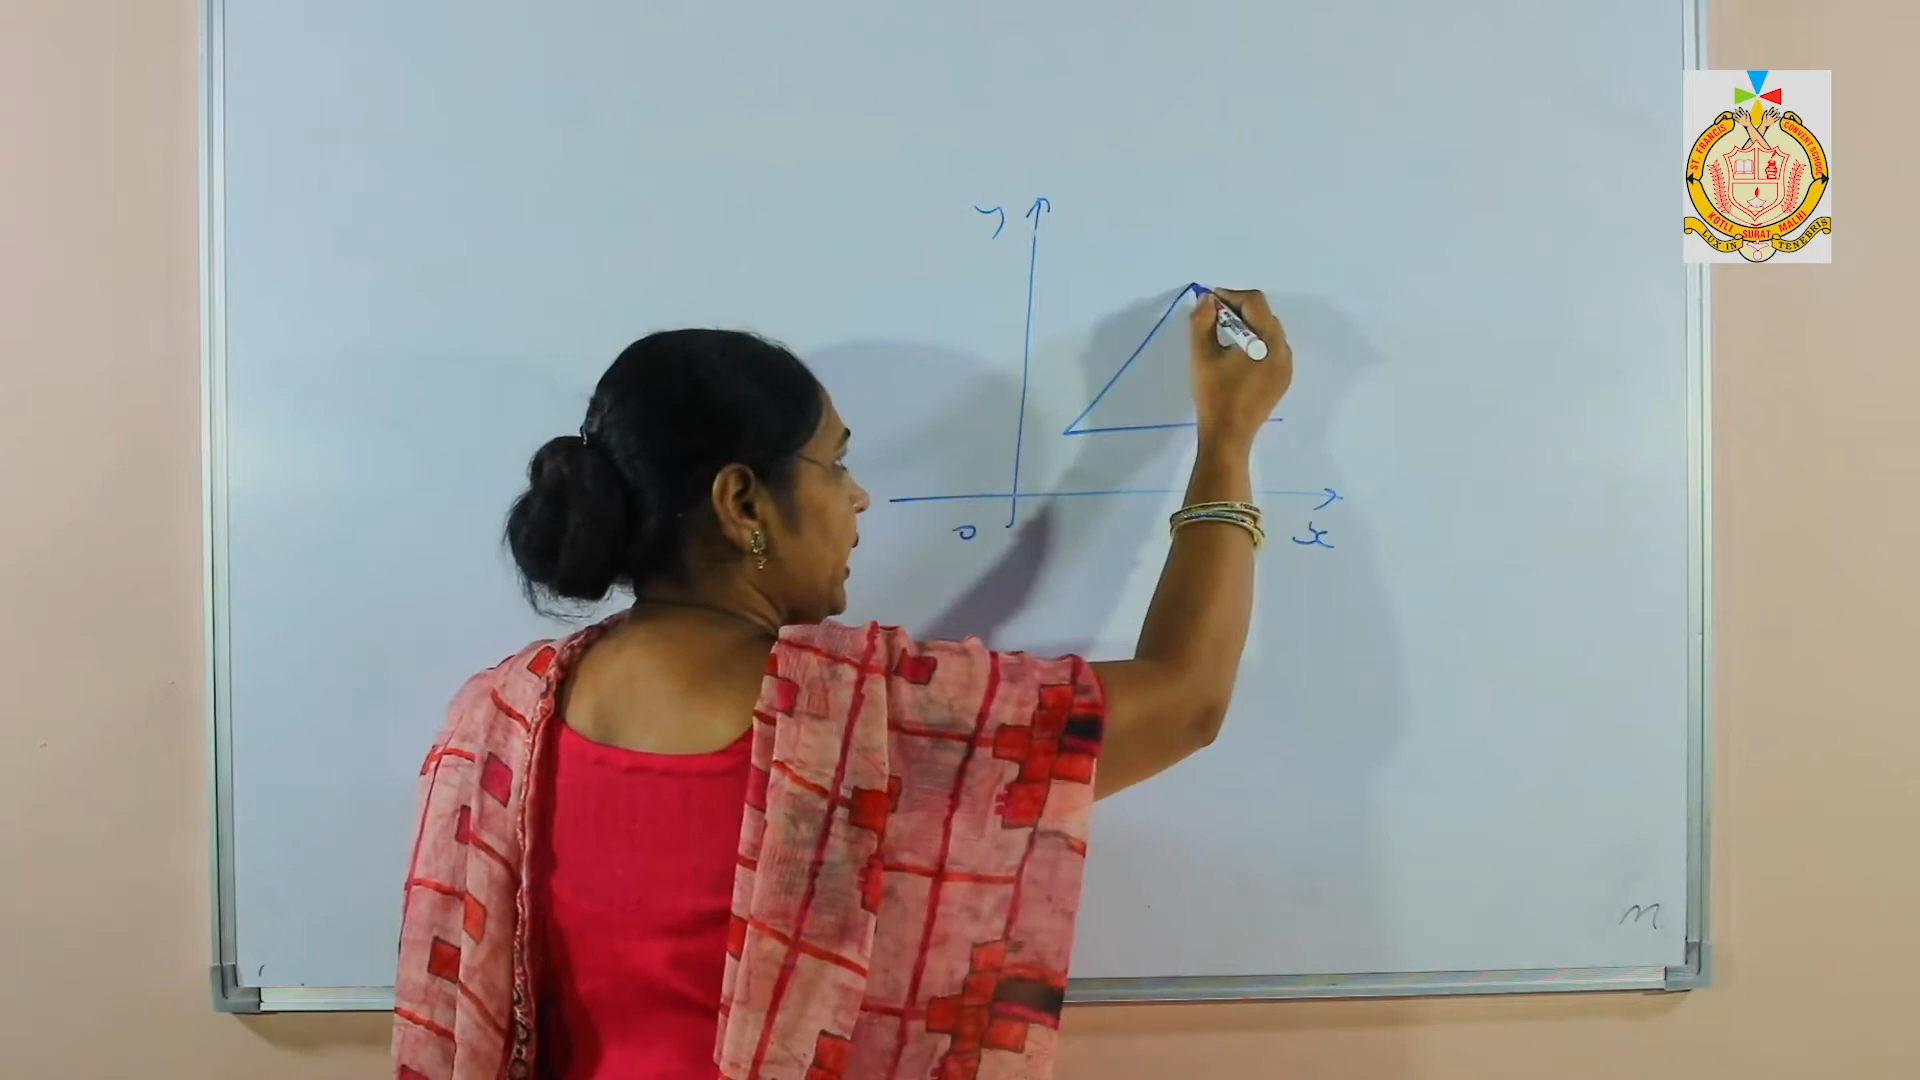 y
o
x
m
ST. FRANCIS CONVENT SCHOOL
KOTLI SURAT MALHI
LUX IN TENEBRIS